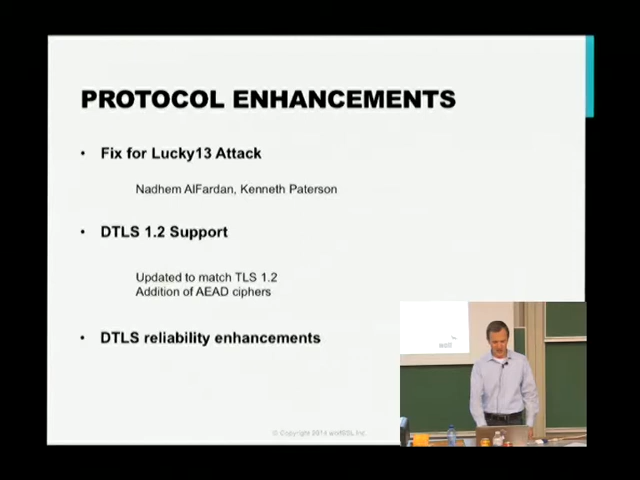 PROTOCOL ENHANCEMENTS
• Fix for Lucky13 Attack
Nadhem AlFardan, Kenneth Paterson
• DTLS 1.2 Support
Updated to match TLS 1.2
Addition of AEAD ciphers
• DTLS reliability enhancements
© Copyright 2014 wolfSSL Inc.